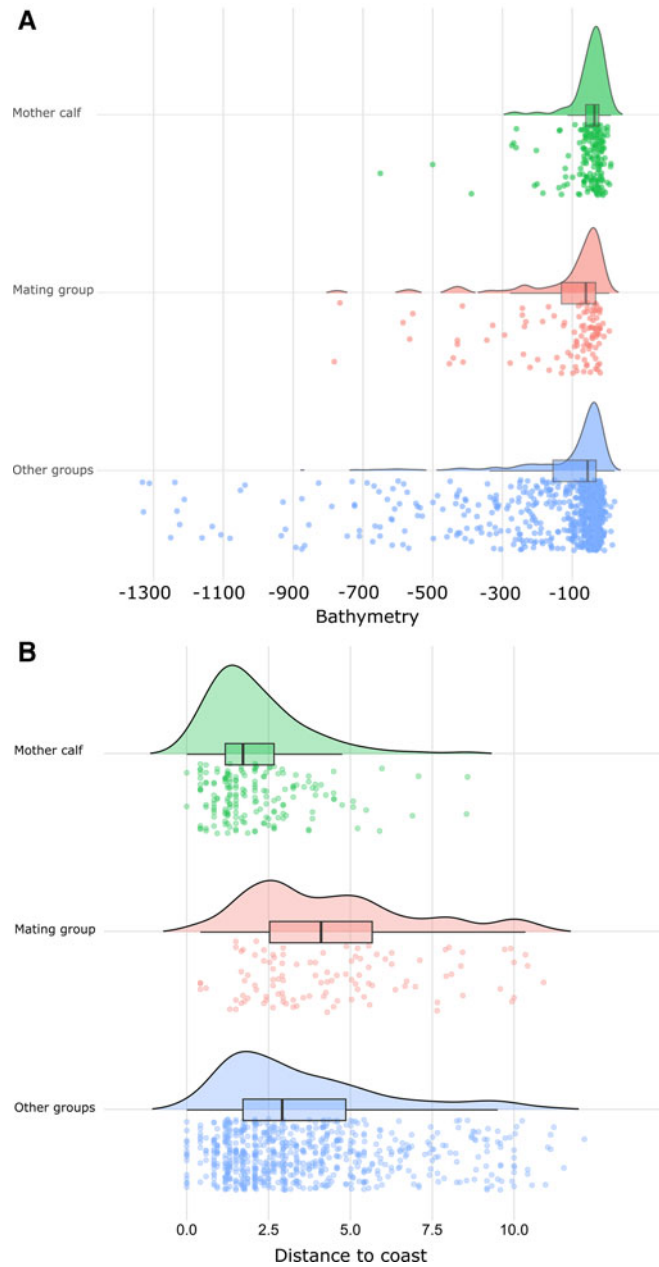 A
Mother calf
Mating group
Other groups
-1300 -1100 -900 -700 -500 -300 -100
Bathymetry
B
Mother calf
Mating group
Other groups
0.0 2.5 5.0 7.5 10.0
Distance to coast